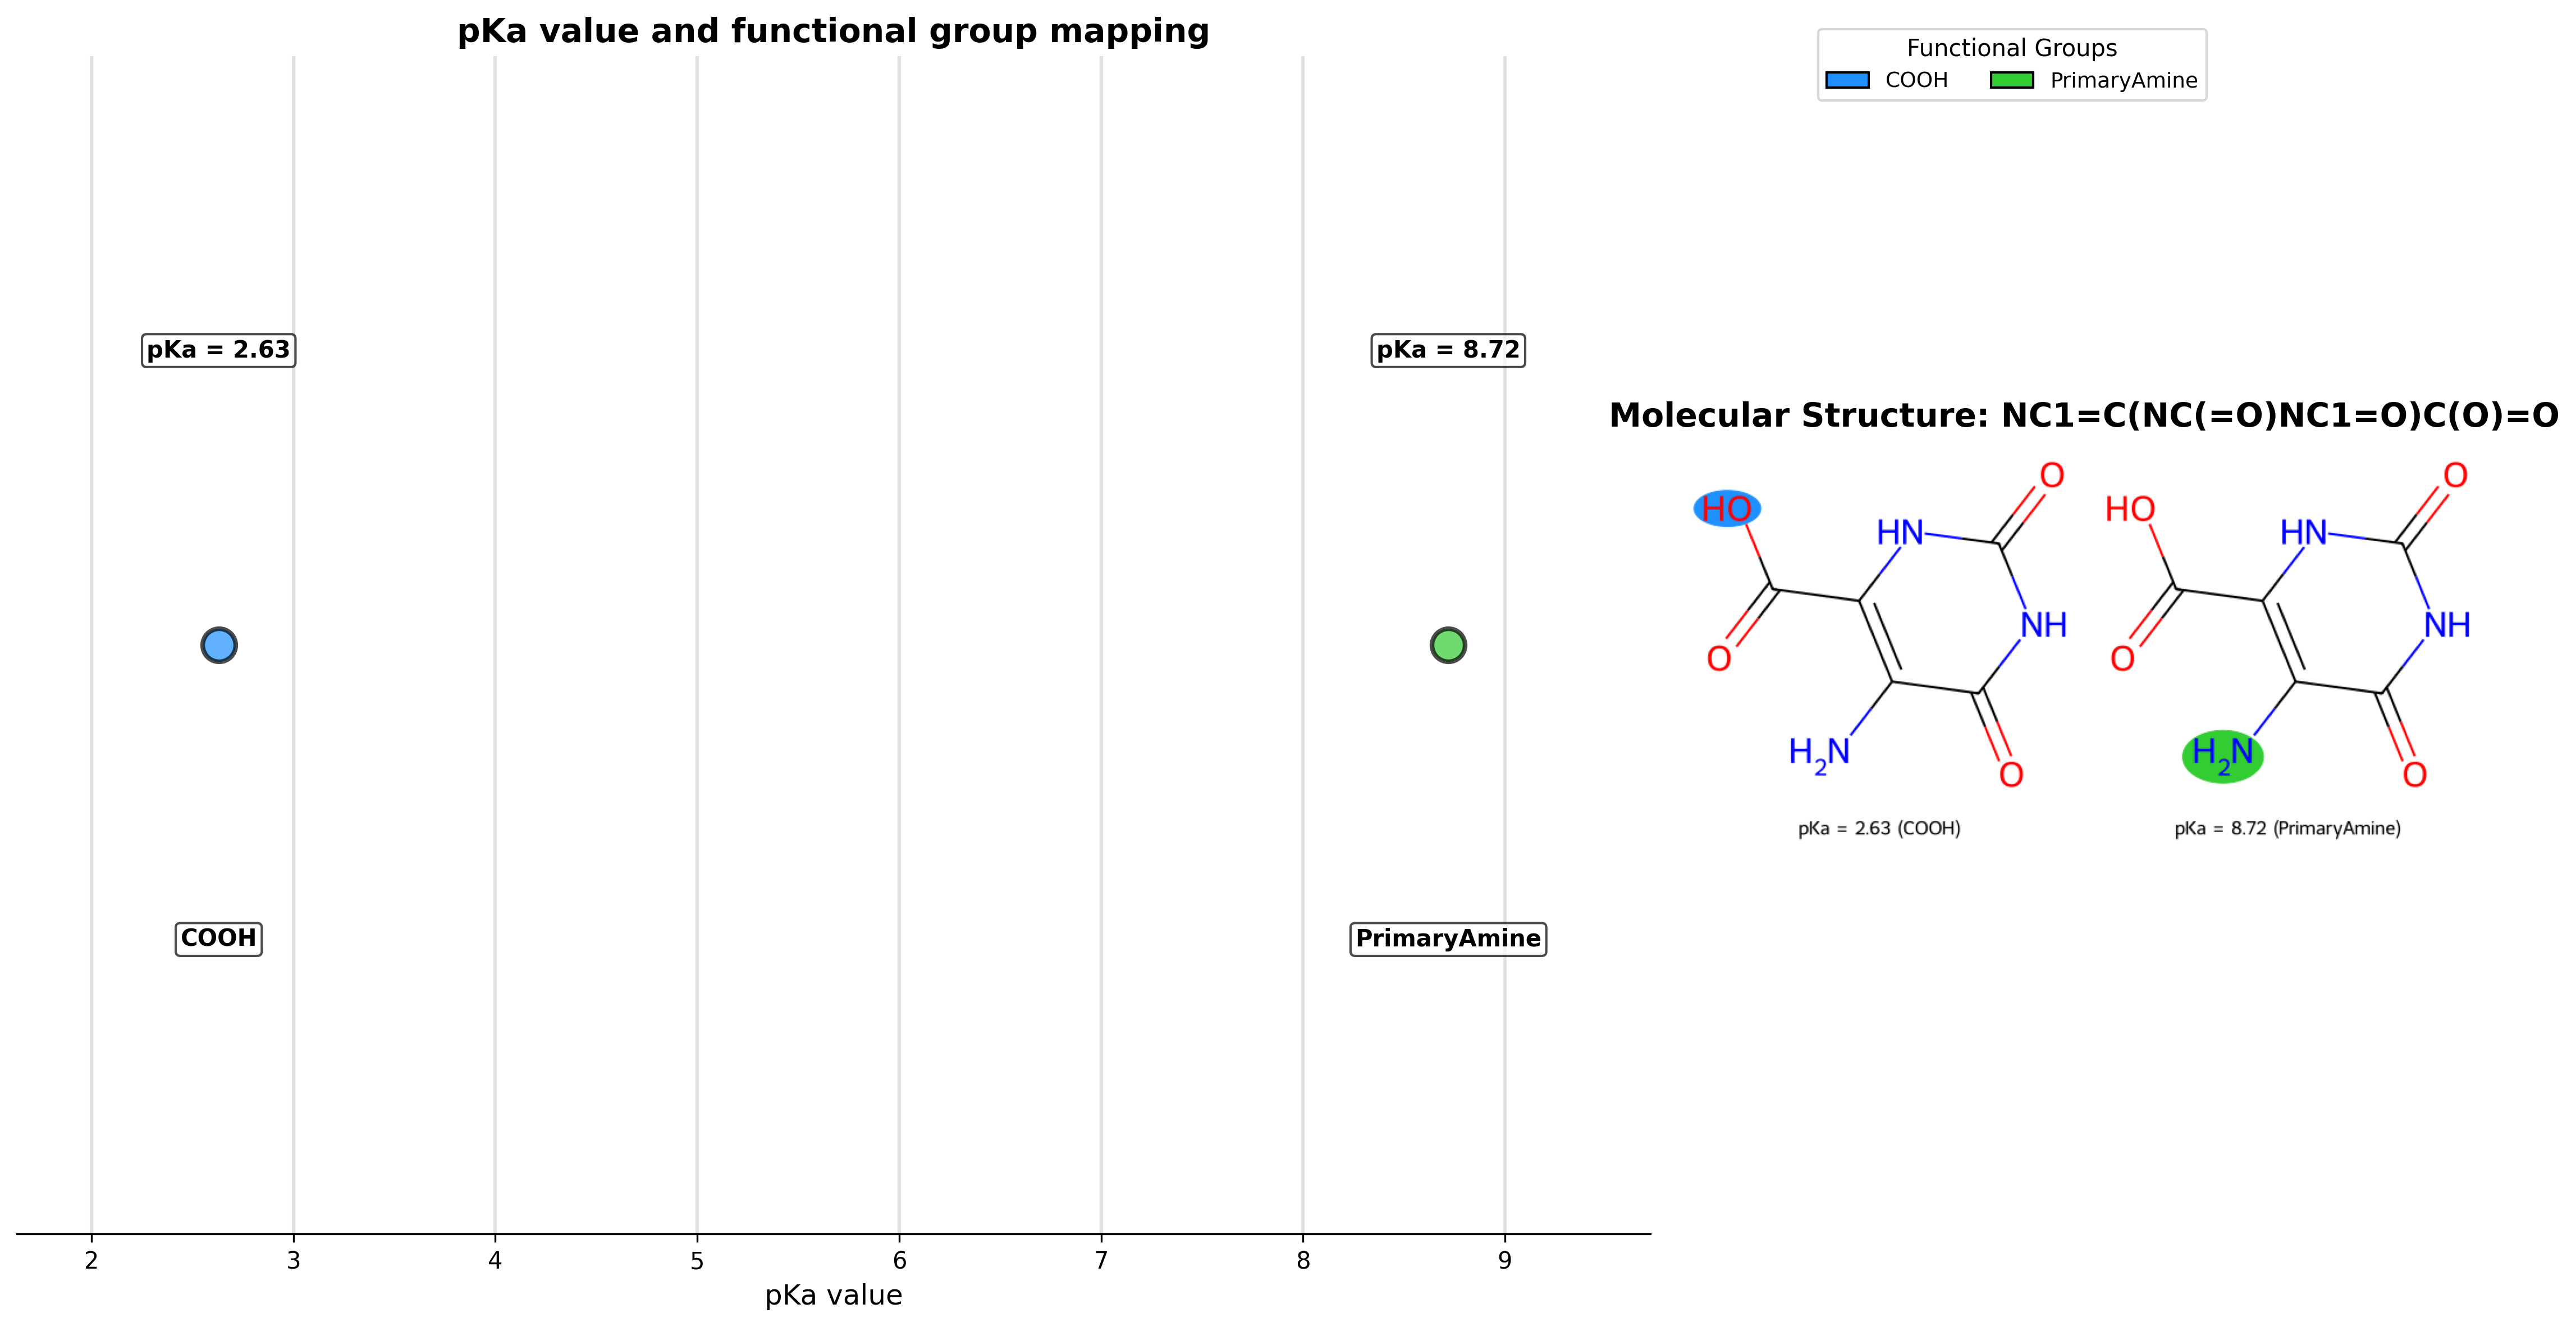 pKa value and functional group mapping
pKa = 2.63
pKa = 8.72
COOH
PrimaryAmine
2 3 4 5 6 7 8 9
pKa value
Functional Groups
COOH PrimaryAmine
Molecular Structure: NC1=C(NC(=O)NC1=O)C(O)=O
HO
HN
O
NH
O
H2N
O
pKa = 2.63 (COOH)
HO
HN
O
NH
O
H2N
O
pKa = 8.72 (PrimaryAmine)